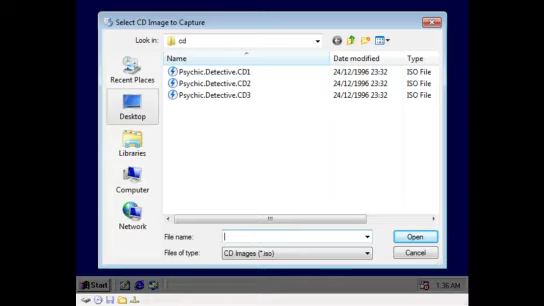 Select CD Image to Capture
Look in: cd
Name Date modified Type
Psychic.Detective.CD1 24/12/1996 23:32 ISO File
Psychic.Detective.CD2 24/12/1996 23:32 ISO File
Psychic.Detective.CD3 24/12/1996 23:32 ISO File
Recent Places
Desktop
Libraries
Computer
Network
File name: Open
Files of type: CD Images (*.iso) Cancel
Start 1:36 AM